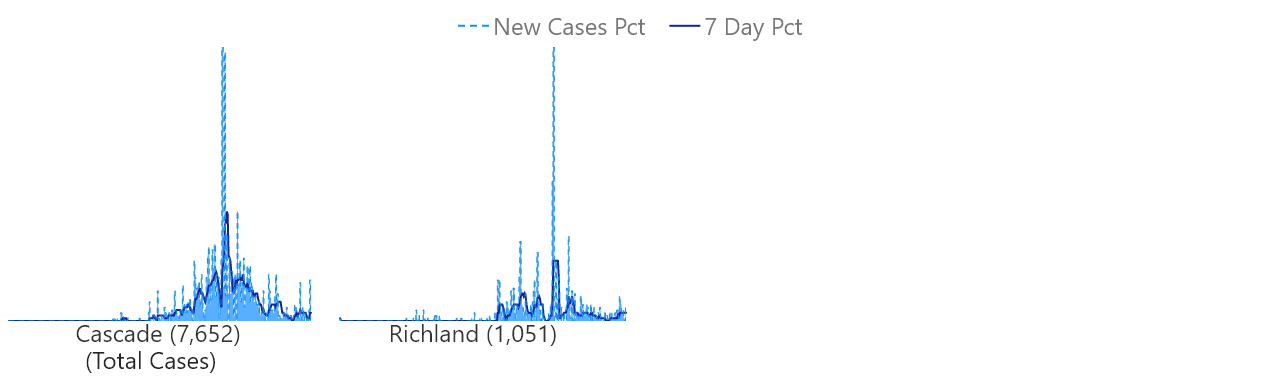 New Cases Pct 7 Day Pct
Cascade (7,652) Richland (1,051)
(Total Cases)